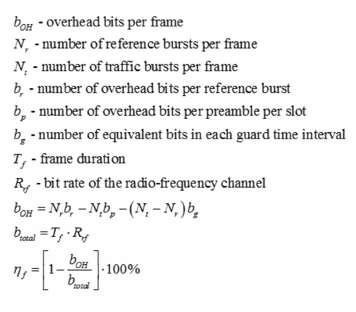 b_OH - overhead bits per frame
N_r - number of reference bursts per frame
N_t - number of traffic bursts per frame
b_r - number of overhead bits per reference burst
b_p - number of overhead bits per preamble per slot
b_g - number of equivalent bits in each guard time interval
T_f - frame duration
R_rf - bit rate of the radio-frequency channel
b_OH = N_r b_r - N_t b_p - (N_t - N_r) b_g
b_total = T_f · R_rf
η_f = [1 - b_OH / b_total] · 100%